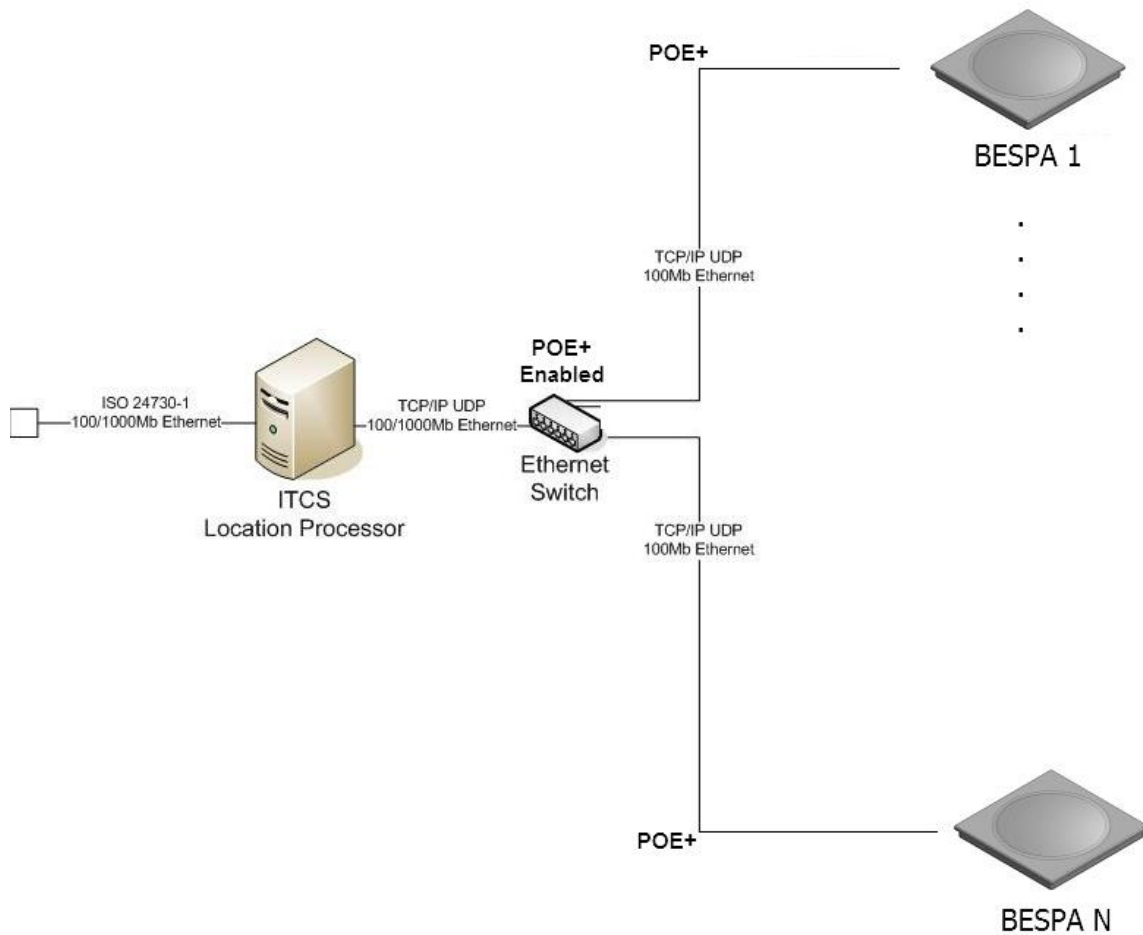 POE+
BESPA 1
TCP/IP UDP
100Mb Ethernet
POE+
Enabled
ISO 24730-1
100/1000Mb Ethernet
TCP/IP UDP
100/1000Mb Ethernet
Ethernet
Switch
ITCS
Location Processor
TCP/IP UDP
100Mb Ethernet
POE+
BESPA N